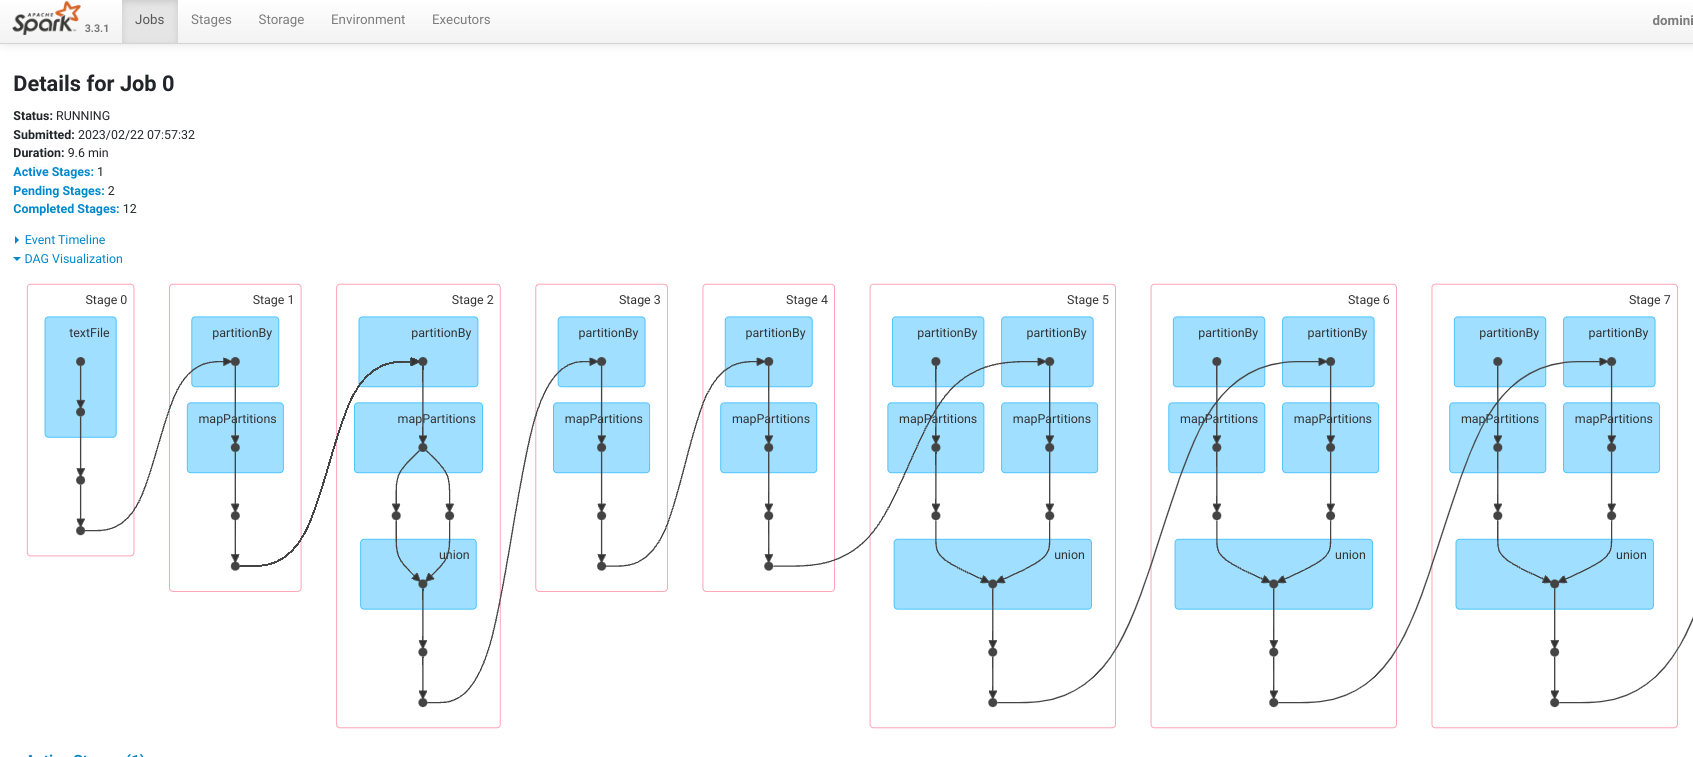 APACHE
Spark 3.3.1 Jobs Stages Storage Environment Executors domini
Details for Job 0
Status: RUNNING
Submitted: 2023/02/22 07:57:32
Duration: 9.6 min
Active Stages: 1
Pending Stages: 2
Completed Stages: 12
Event Timeline
DAG Visualization
Stage 0 Stage 1 Stage 2 Stage 3 Stage 4 Stage 5 Stage 6 Stage 7
textFile partitionBy partitionBy partitionBy partitionBy partitionBy partitionBy partitionBy partitionBy partitionBy partitionBy
mapPartitions mapPartitions mapPartitions mapPartitions mapPartitions mapPartitions mapPartitions mapPartitions mapPartitions mapPartitions
union union union union
Active Stages (1)